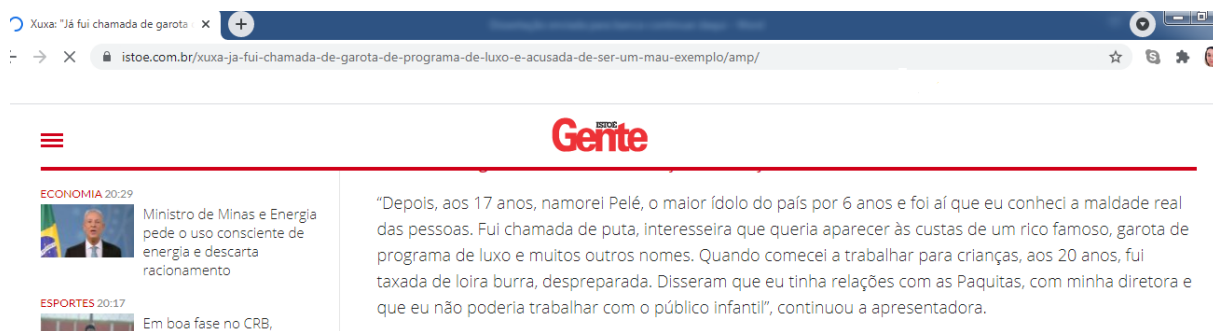 Xuxa: "Já fui chamada de garota
istoe.com.br/xuxa-ja-fui-chamada-de-garota-de-programa-de-luxo-e-acusada-de-ser-um-mau-exemplo/amp/
ISTOÉ
Gente
ECONOMIA 20:29
Ministro de Minas e Energia
pede o uso consciente de
energia e descarta
racionamento
ESPORTES 20:17
Em boa fase no CRB,
“Depois, aos 17 anos, namorei Pelé, o maior ídolo do país por 6 anos e foi aí que eu conheci a maldade real
das pessoas. Fui chamada de puta, interesseira que queria aparecer às custas de um rico famoso, garota de
programa de luxo e muitos outros nomes. Quando comecei a trabalhar para crianças, aos 20 anos, fui
taxada de loira burra, despreparada. Disseram que eu tinha relações com as Paquitas, com minha diretora e
que eu não poderia trabalhar com o público infantil”, continuou a apresentadora.